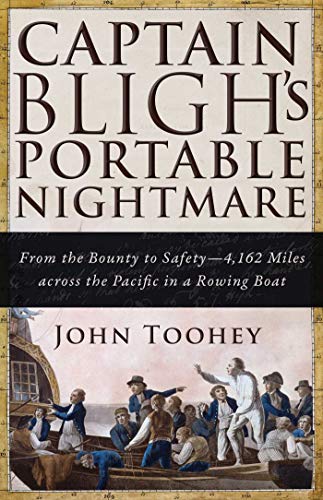 CAPTAIN
BLIGH'S
PORTABLE
NIGHTMARE
From the Bounty to Safety—4,162 Miles
across the Pacific in a Rowing Boat
JOHN TOOHEY